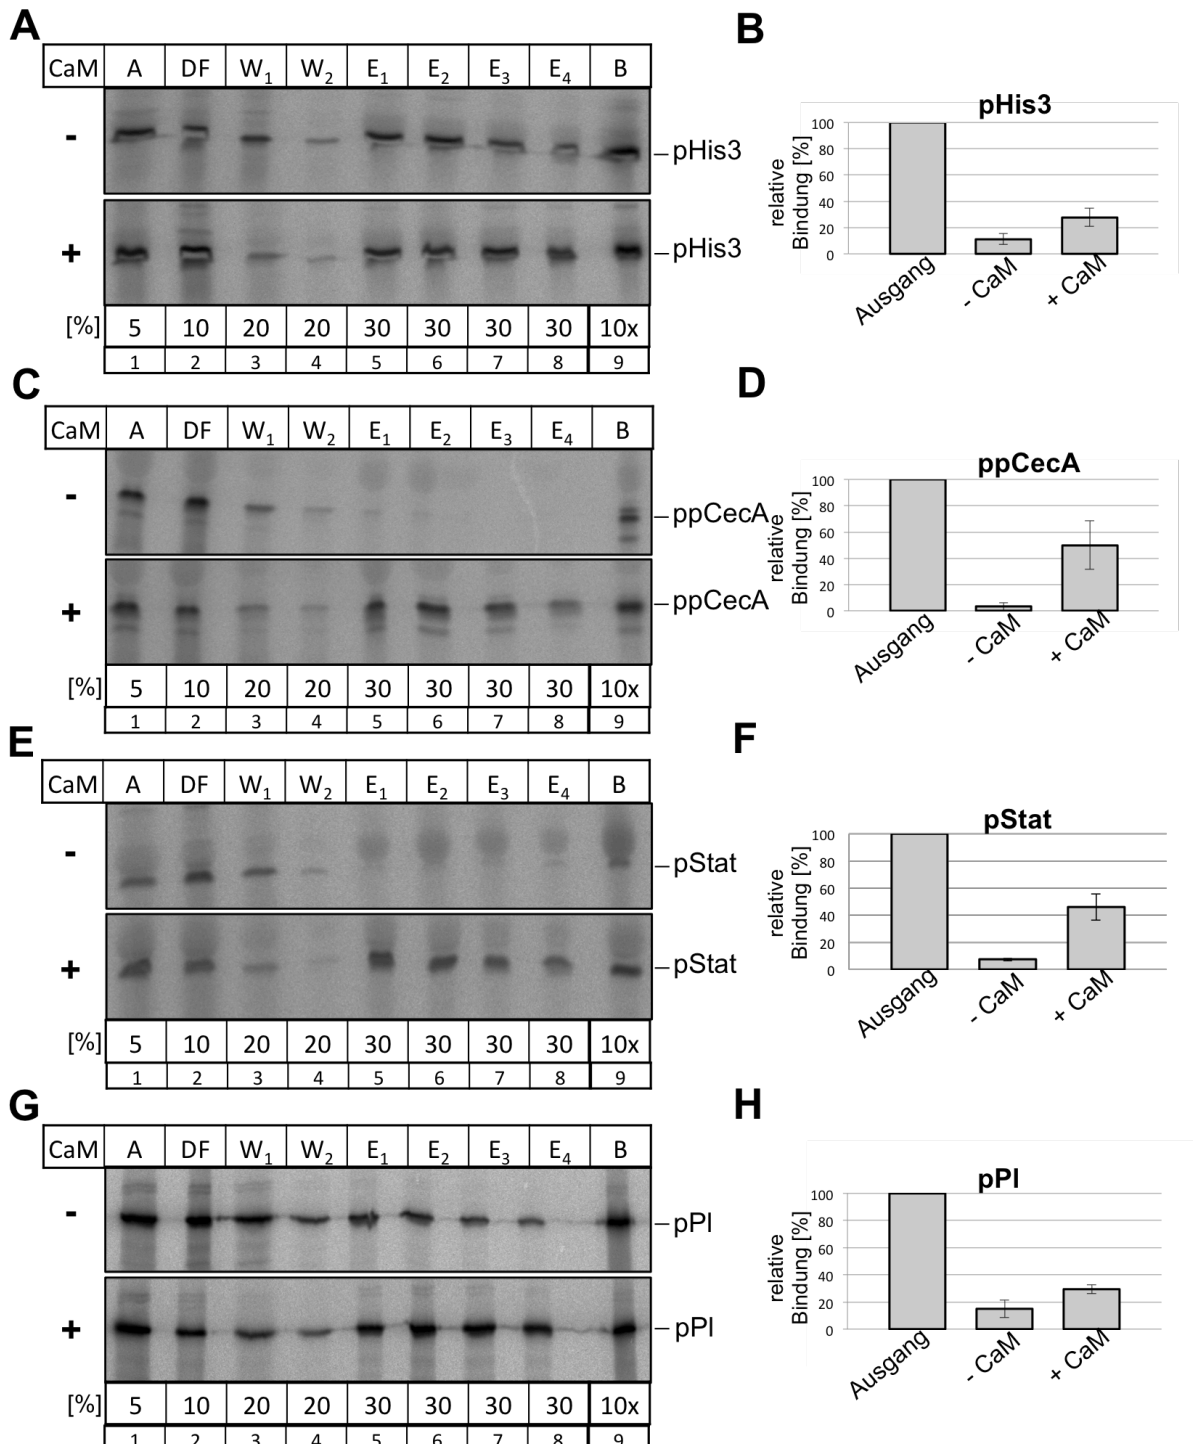 A
CaM A DF W1 W2 E1 E2 E3 E4 B
- pHis3
+ pHis3
[%] 5 10 20 20 30 30 30 30 10x
1 2 3 4 5 6 7 8 9
B
pHis3
relative
Bindung [%]
100
80
60
40
20
0
Ausgang - CaM + CaM
C
CaM A DF W1 W2 E1 E2 E3 E4 B
- ppCecA
+ ppCecA
[%] 5 10 20 20 30 30 30 30 10x
1 2 3 4 5 6 7 8 9
D
ppCecA
relative
Bindung [%]
100
80
60
40
20
0
Ausgang - CaM + CaM
E
CaM A DF W1 W2 E1 E2 E3 E4 B
- pStat
+ pStat
[%] 5 10 20 20 30 30 30 30 10x
1 2 3 4 5 6 7 8 9
F
pStat
relative
Bindung [%]
100
80
60
40
20
0
Ausgang - CaM + CaM
G
CaM A DF W1 W2 E1 E2 E3 E4 B
- pPl
+ pPl
[%] 5 10 20 20 30 30 30 30 10x
1 2 3 4 5 6 7 8 9
H
pPl
relative
Bindung [%]
100
80
60
40
20
0
Ausgang - CaM + CaM